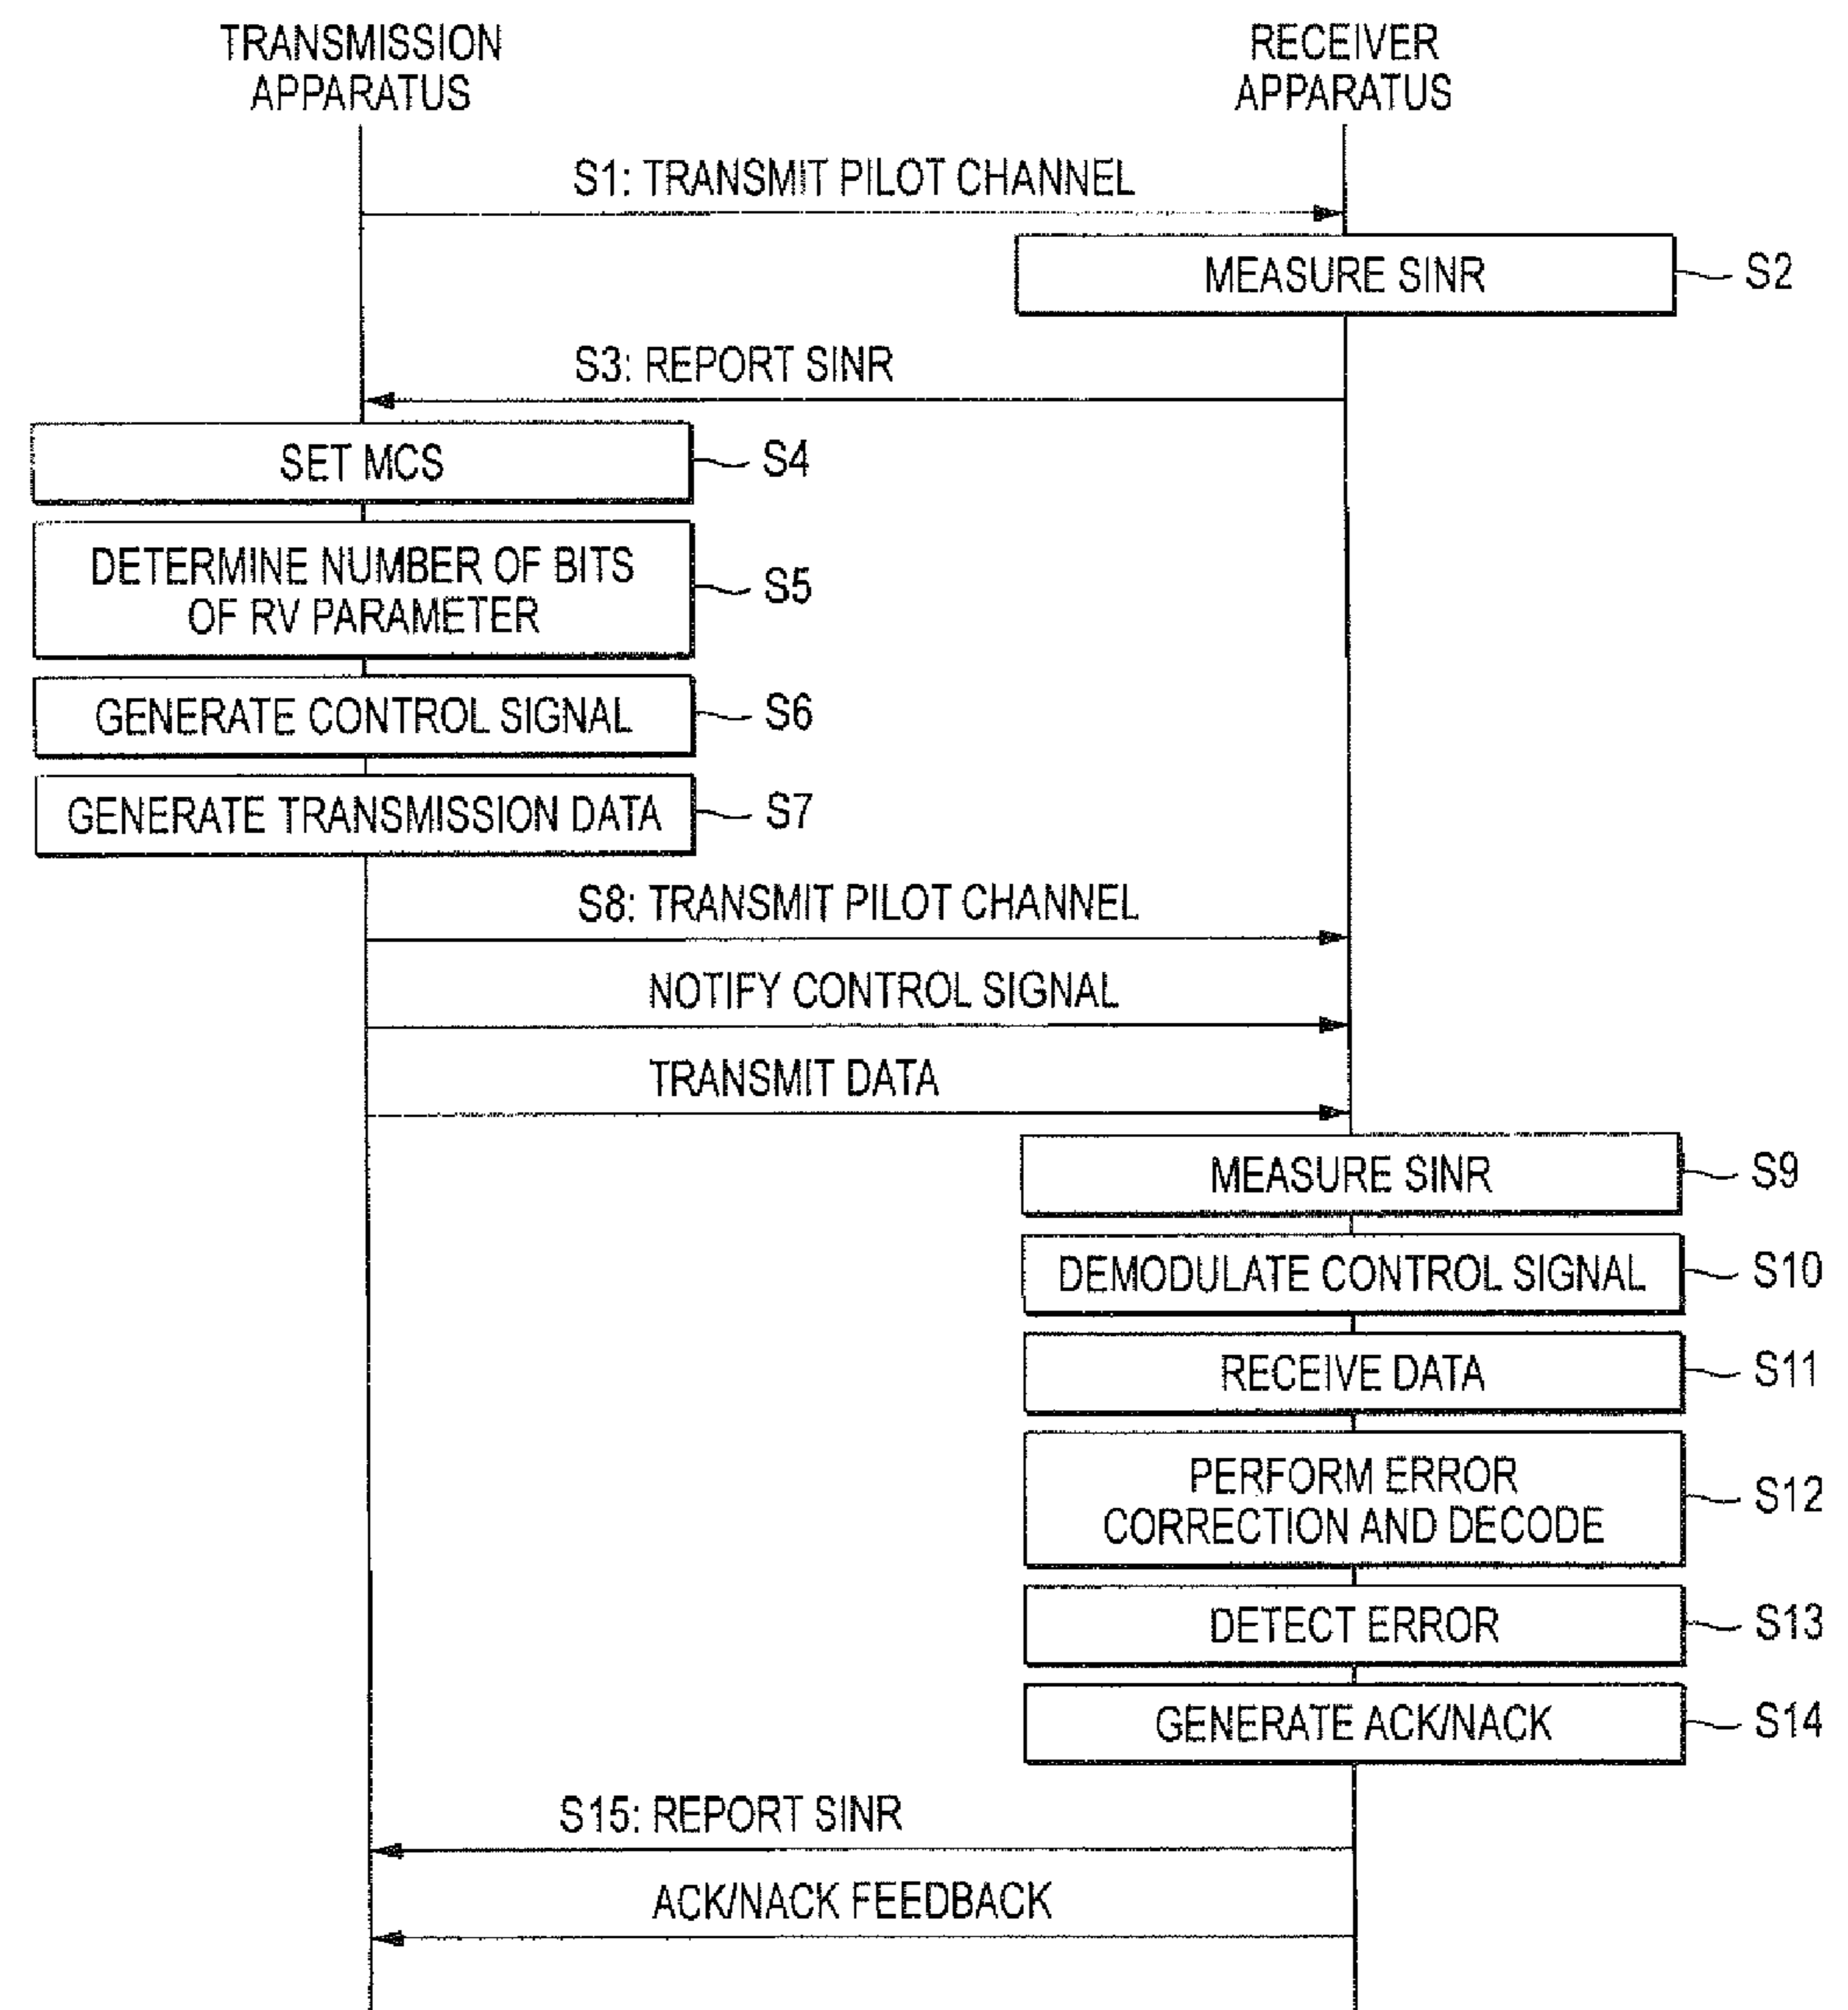 TRANSMISSION
APPARATUS
RECEIVER
APPARATUS
S1: TRANSMIT PILOT CHANNEL
MEASURE SINR
S2
S3: REPORT SINR
SET MCS
S4
DETERMINE NUMBER OF BITS
OF RV PARAMETER
S5
GENERATE CONTROL SIGNAL
S6
GENERATE TRANSMISSION DATA
S7
S8: TRANSMIT PILOT CHANNEL
NOTIFY CONTROL SIGNAL
TRANSMIT DATA
MEASURE SINR
S9
DEMODULATE CONTROL SIGNAL
S10
RECEIVE DATA
S11
PERFORM ERROR
CORRECTION AND DECODE
S12
DETECT ERROR
S13
GENERATE ACK/NACK
S14
S15: REPORT SINR
ACK/NACK FEEDBACK